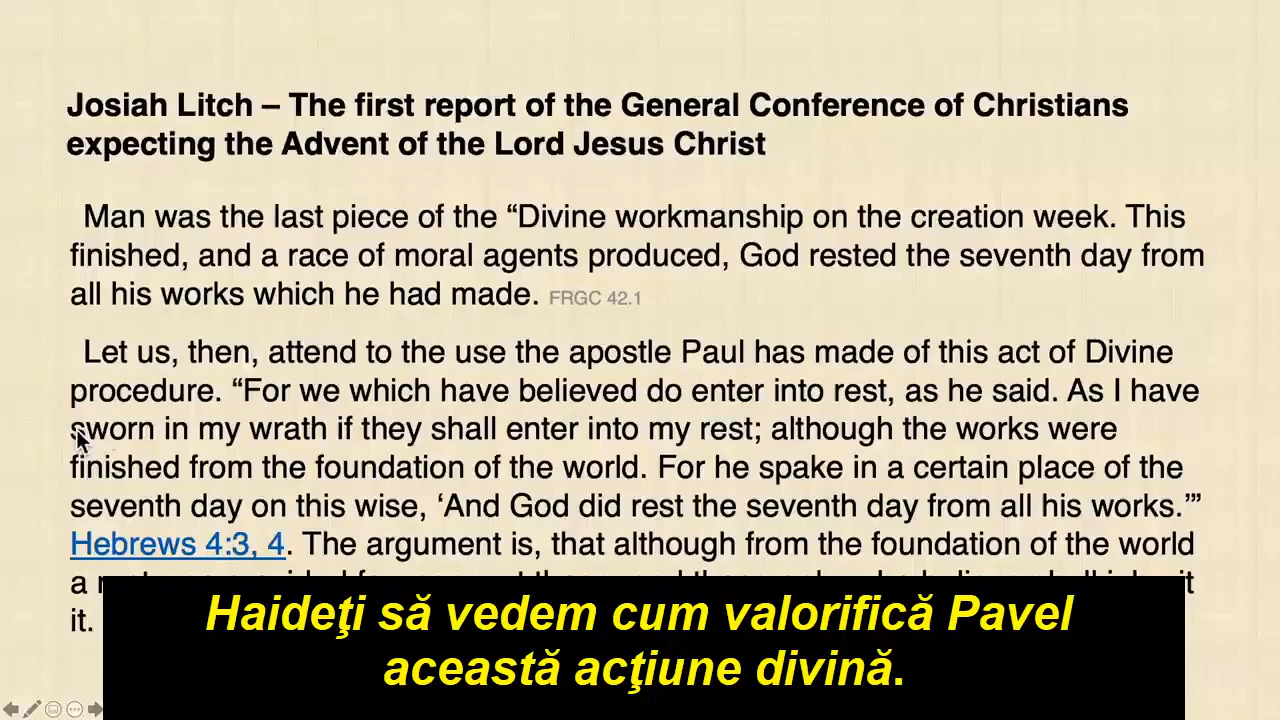 Josiah Litch – The first report of the General Conference of Christians
expecting the Advent of the Lord Jesus Christ
Man was the last piece of the “Divine workmanship on the creation week. This
finished, and a race of moral agents produced, God rested the seventh day from
all his works which he had made. FRGC 42.1
Let us, then, attend to the use the apostle Paul has made of this act of Divine
procedure. “For we which have believed do enter into rest, as he said. As I have
sworn in my wrath if they shall enter into my rest; although the works were
finished from the foundation of the world. For he spake in a certain place of the
seventh day on this wise, ‘And God did rest the seventh day from all his works.’”
Hebrews 4:3, 4. The argument is, that although from the foundation of the world
a
it.
Haideţi să vedem cum valorifică Pavel
această acţiune divină.